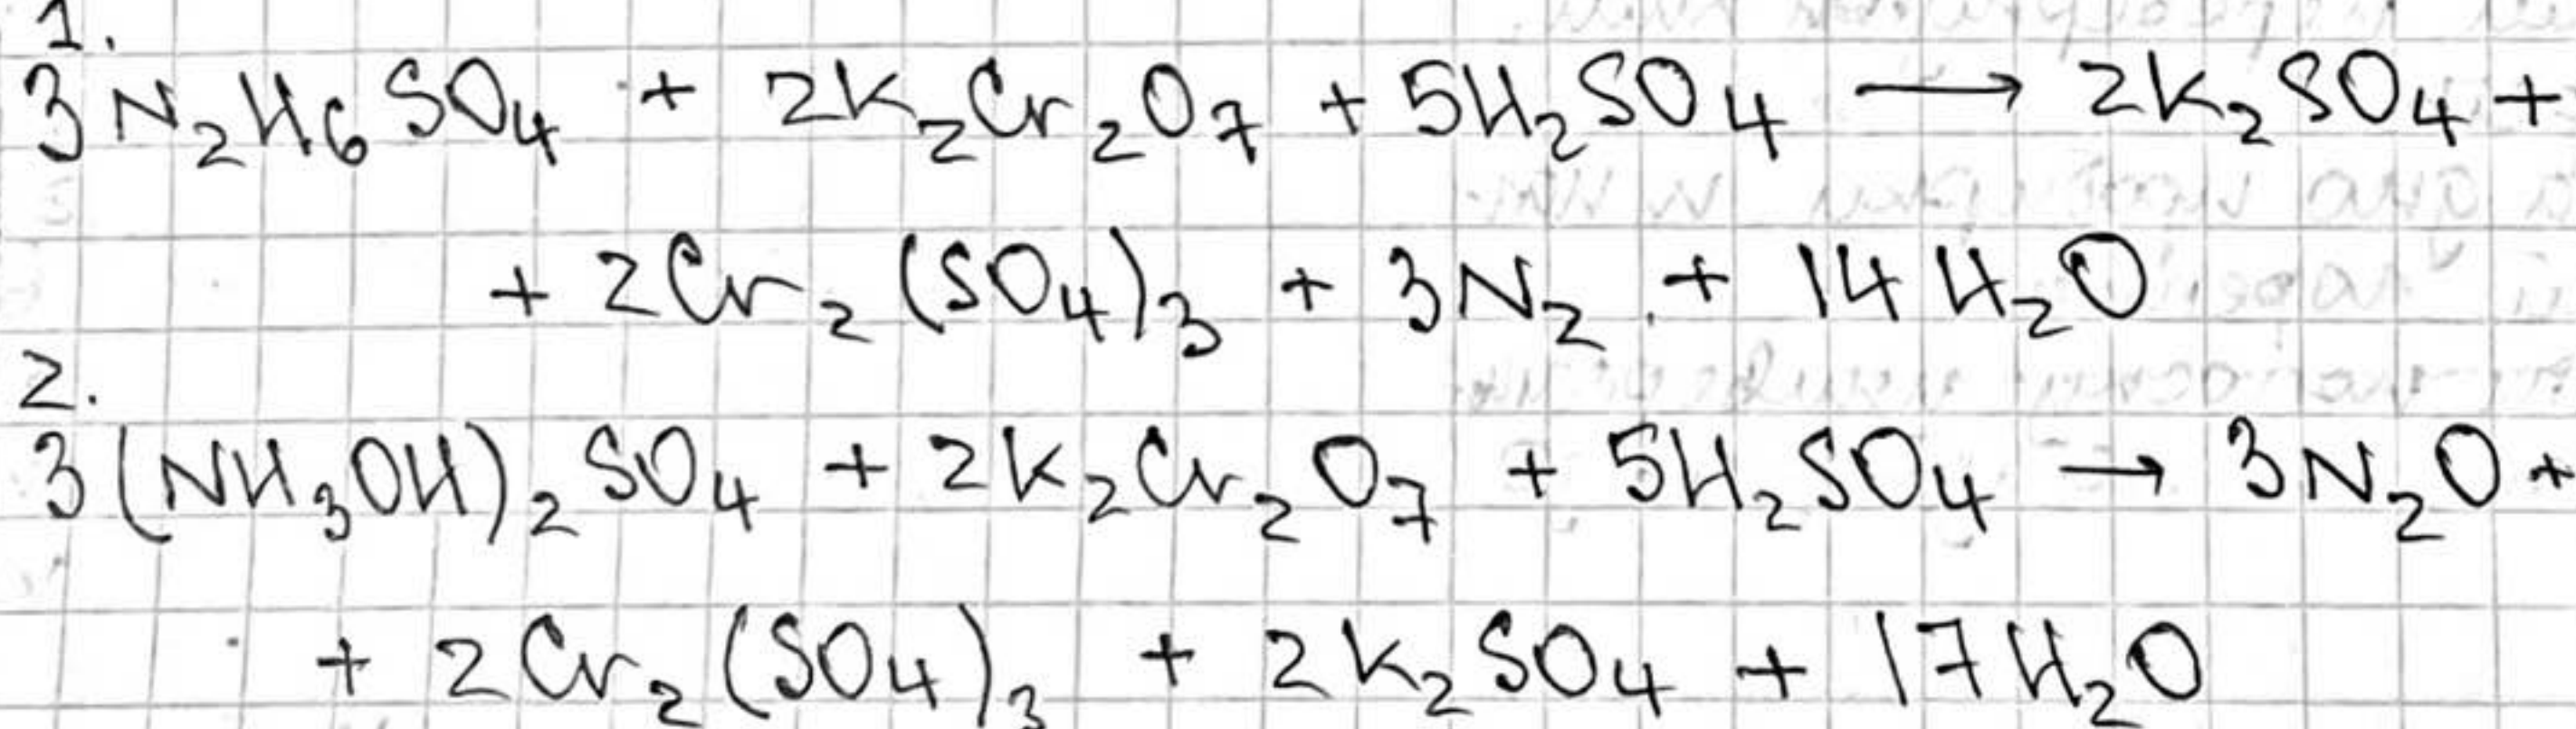 1.
3N₂H₆SO₄ + 2K₂Cr₂O₇ + 5H₂SO₄ → 2K₂SO₄ +
+ 2Cr₂(SO₄)₃ + 3N₂ + 14H₂O
2.
3(NH₃OH)₂SO₄ + 2K₂Cr₂O₇ + 5H₂SO₄ → 3N₂O +
+ 2Cr₂(SO₄)₃ + 2K₂SO₄ + 17H₂O